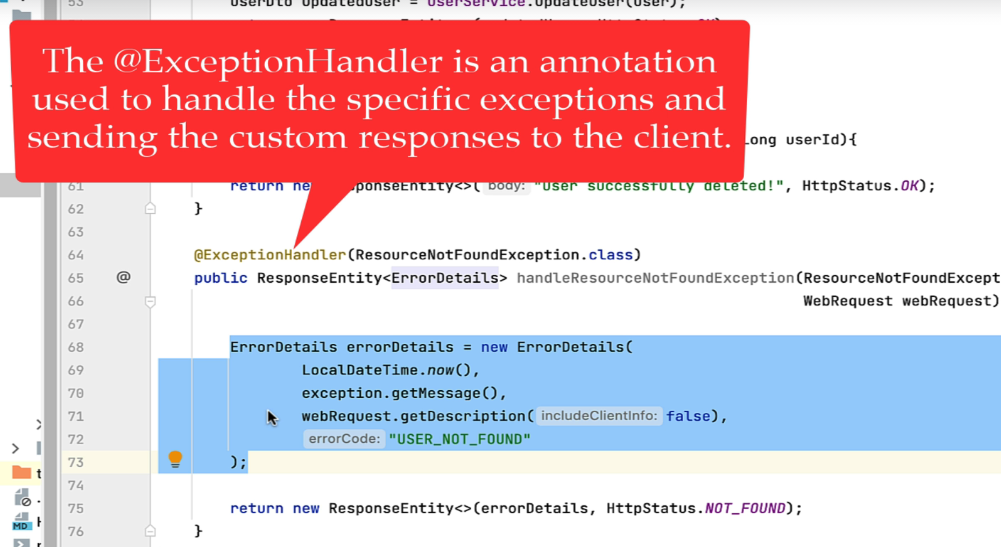 53 UserDto updatedUser = userService.updateUser(user);
The @ExceptionHandler is an annotation
used to handle the specific exceptions and
sending the custom responses to the client.
Long userId){
61 return new ResponseEntity<>( body: "User successfully deleted!", HttpStatus.OK);
62 }
63
64 @ExceptionHandler(ResourceNotFoundException.class)
65 @ public ResponseEntity<ErrorDetails> handleResourceNotFoundException(ResourceNotFoundExcept
66 WebRequest webRequest)
67
68 ErrorDetails errorDetails = new ErrorDetails(
69 LocalDateTime.now(),
70 exception.getMessage(),
71 webRequest.getDescription( includeClientInfo: false),
72 errorCode: "USER_NOT_FOUND"
73 );
74
75 return new ResponseEntity<>(errorDetails, HttpStatus.NOT_FOUND);
76 }
MD